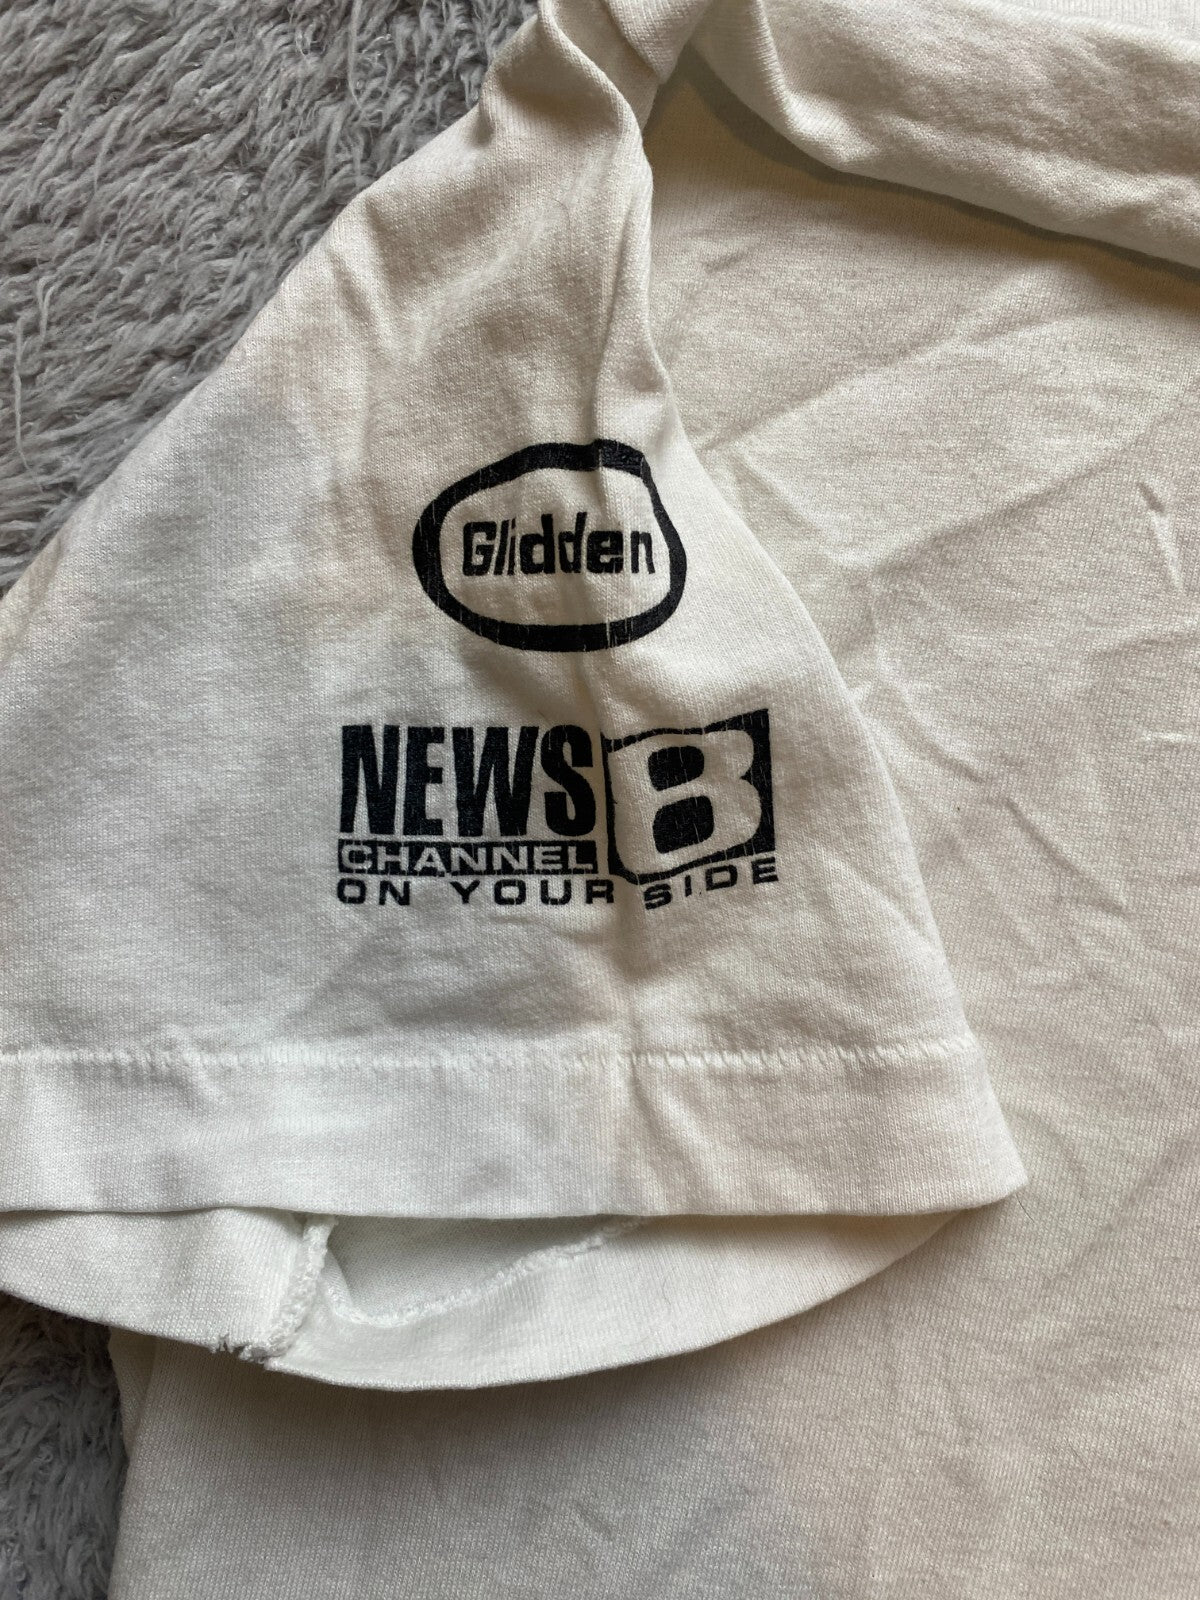 Glidden
NEWS 8
CHANNEL
ON YOUR SIDE